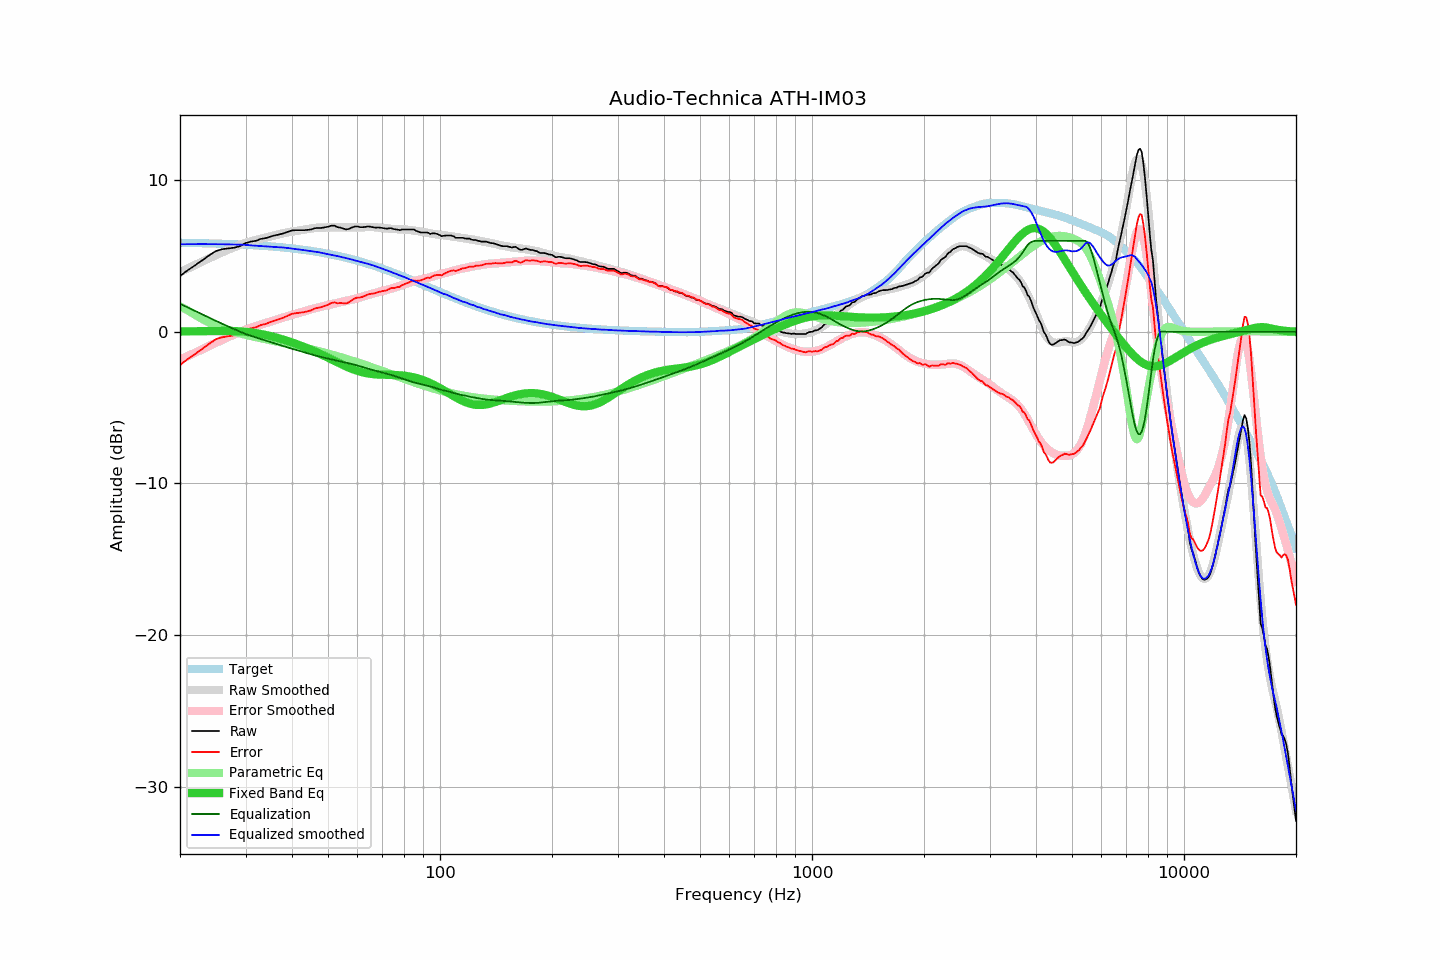 Audio-Technica ATH-IM03
10
0
−10
−20
−30
Amplitude (dBr)
100
1000
10000
Frequency (Hz)
Target
Raw Smoothed
Error Smoothed
Raw
Error
Parametric Eq
Fixed Band Eq
Equalization
Equalized smoothed